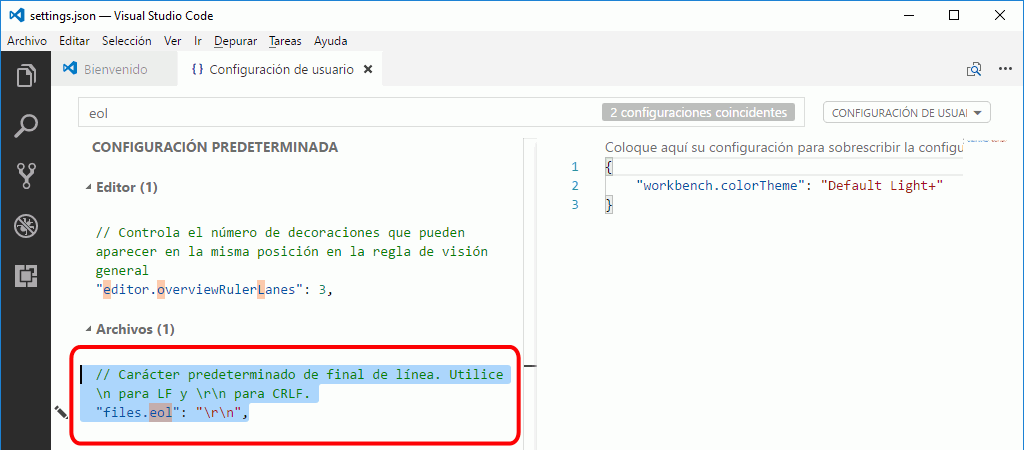 settings.json — Visual Studio Code
Archivo Editar Selección Ver Ir Depurar Tareas Ayuda
Bienvenido
{} Configuración de usuario
eol
2 configuraciones coincidentes
CONFIGURACIÓN DE USUAI
CONFIGURACIÓN PREDETERMINADA
Editor (1)
// Controla el número de decoraciones que pueden
aparecer en la misma posición en la regla de visión
general
"editor.overviewRulerLanes": 3,
Archivos (1)
// Carácter predeterminado de final de línea. Utilice
\n para LF y \r\n para CRLF.
"files.eol": "\r\n",
Coloque aquí su configuración para sobrescribir la configu
1 {
2 "workbench.colorTheme": "Default Light+"
3 }